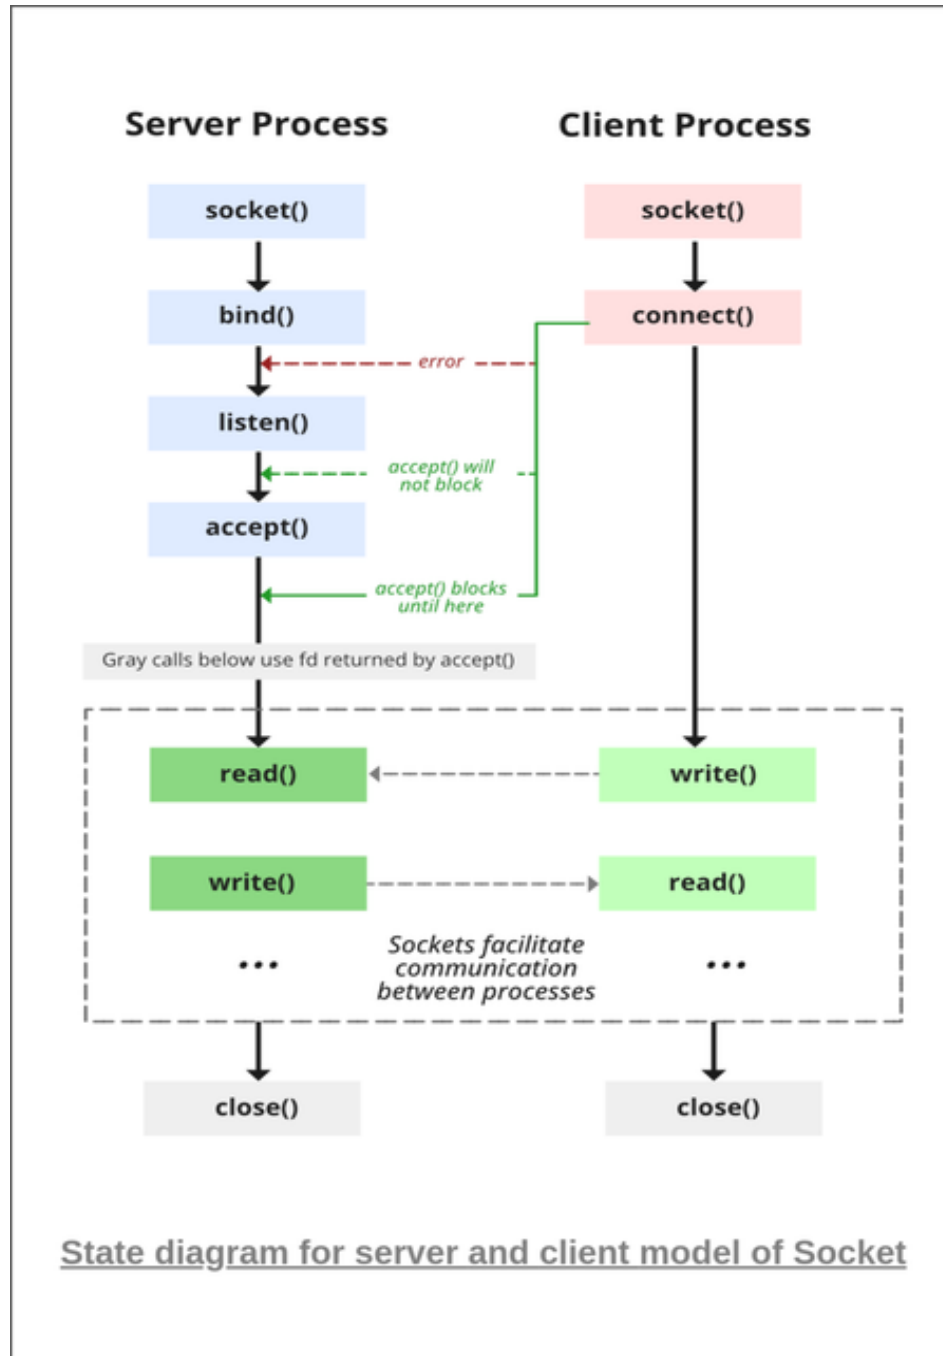 Server Process
Client Process
socket()
socket()
bind()
connect()
error
listen()
accept() will
not block
accept()
accept() blocks
until here
Gray calls below use fd returned by accept()
read()
write()
write()
read()
...
Sockets facilitate
communication
between processes
...
close()
close()
State diagram for server and client model of Socket